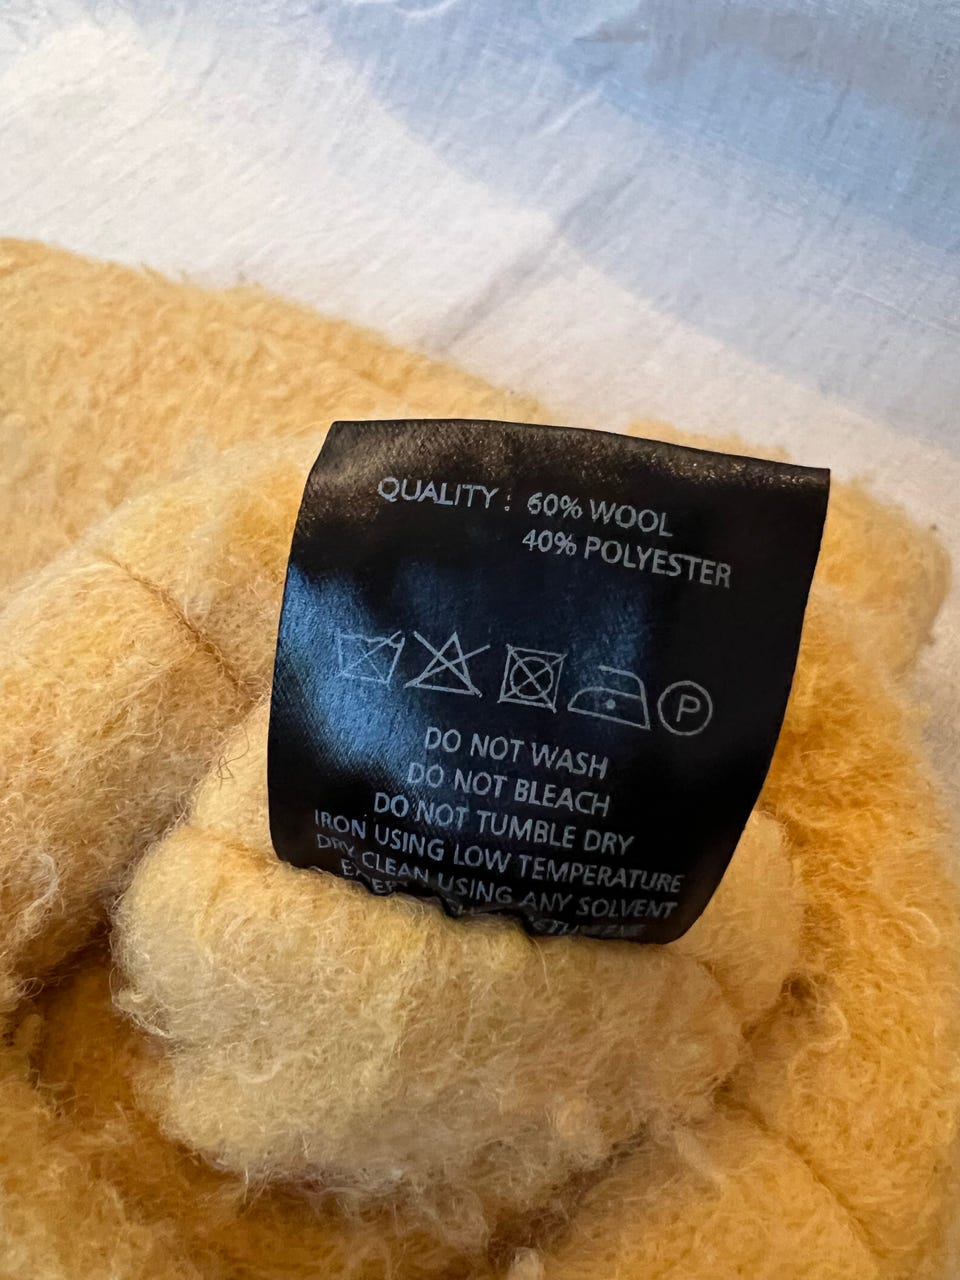 QUALITY : 60% WOOL
40% POLYESTER
P
DO NOT WASH
DO NOT BLEACH
DO NOT TUMBLE DRY
IRON USING LOW TEMPERATURE
DRY CLEAN USING ANY SOLVENT